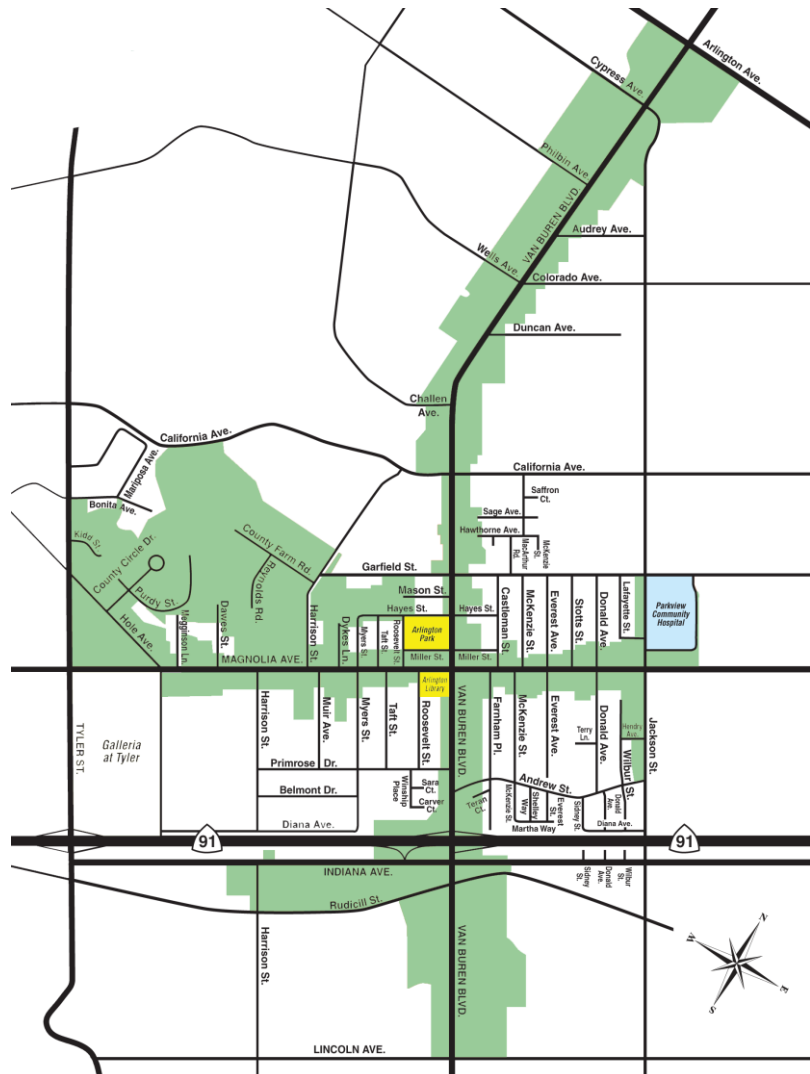 Arlington Ave.
Cypress Ave
Philbin Ave
VAN BUREN BLVD.
Audrey Ave.
Wells Ave
Colorado Ave.
Duncan Ave.
Challen
Ave.
California Ave.
California Ave.
Mariposa Ave.
Bonita Ave.
Saffron
Ct.
Sage Ave.
Hawthorne Ave.
MacArthur
Rd.
McKenzie
St.
Kidd St.
County Circle Dr.
Purdy St.
County Farm Rd.
Reynolds Rd.
Garfield St.
Mason St.
Hayes St.
Hayes St.
Hole Ave.
Megginson Ln.
Dawes St.
Harrison St.
Dykes Ln.
Myers St.
Taft St.
Roosevelt St.
Arlington
Park
Miller St.
Miller St.
Castleman St.
McKenzie St.
Everest Ave.
Stotts St.
Donald Ave.
Lafayette St.
Parkview
Community
Hospital
MAGNOLIA AVE.
Arlington
Library
TYLER ST.
Galleria
at Tyler
Harrison St.
Muir Ave.
Myers St.
Taft St.
Roosevelt St.
VAN BUREN BLVD.
Farnham Pl.
McKenzie St.
Everest Ave.
Terry Ln.
Donald Ave.
Hendry
Ave.
Wilbur St.
Jackson St.
Primrose Dr.
Belmont Dr.
Diana Ave.
Winship
Place
Sara
Ct.
Carver
Ct.
Teran
Ct.
Andrew St.
McKenzie St.
Shelley
Way
Everest
St.
Martha Way
Sidney St.
Donald
Ave.
Diana Ave.
91
91
INDIANA AVE.
Rudicill St.
Sidney
St.
Donald
Ave.
Wilbur
St.
Harrison St.
VAN BUREN BLVD.
LINCOLN AVE.
N
W
E
S